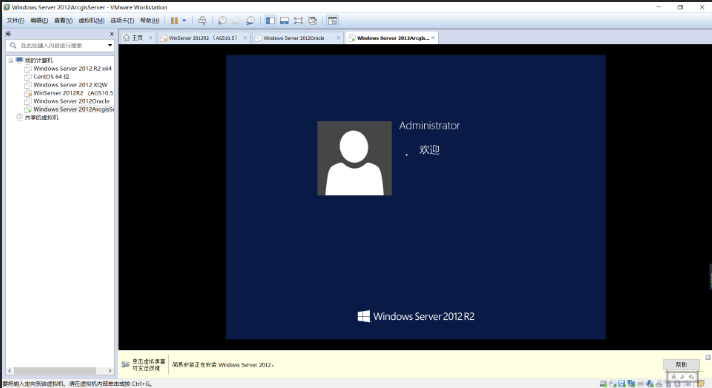 Windows Server 2012ArcgisServer - VMware Workstation
文件(F) 编辑(E) 查看(V) 虚拟机(M) 选项卡(T) 帮助(H)
库
在此处键入内容进行搜索
主页
WinServer 2012R2 （AGS10.5）
Windows Server 2012Oracle
Windows Server 2012Arcgis...
我的计算机
Windows Server 2012 R2 x64
CentOS 64 位
Windows Server 2012 XQW
WinServer 2012R2 （AGS10.5
Windows Server 2012Oracle
Windows Server 2012ArcgisSe
共享的虚拟机
Administrator
欢迎
Windows Server 2012 R2
单击虚拟屏幕
可发送按键
简易安装正在安装 Windows Server 2012。
帮助
要将输入定向到该虚拟机，请在虚拟机内部单击或按 Ctrl+G。